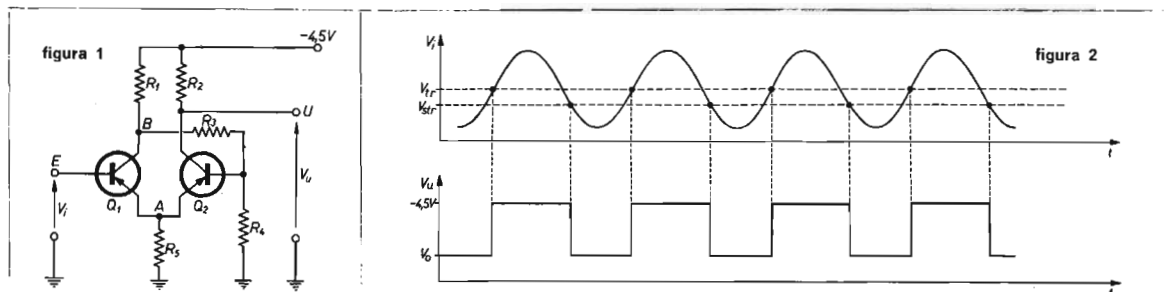 figura 1
-4,5V
R1
R2
U
B
R3
E
Q1
Q2
Vi
A
R4
Vu
R5
figura 2
Vi
Vtr
Vstr
t
Vu
-4,5V
Vo
t